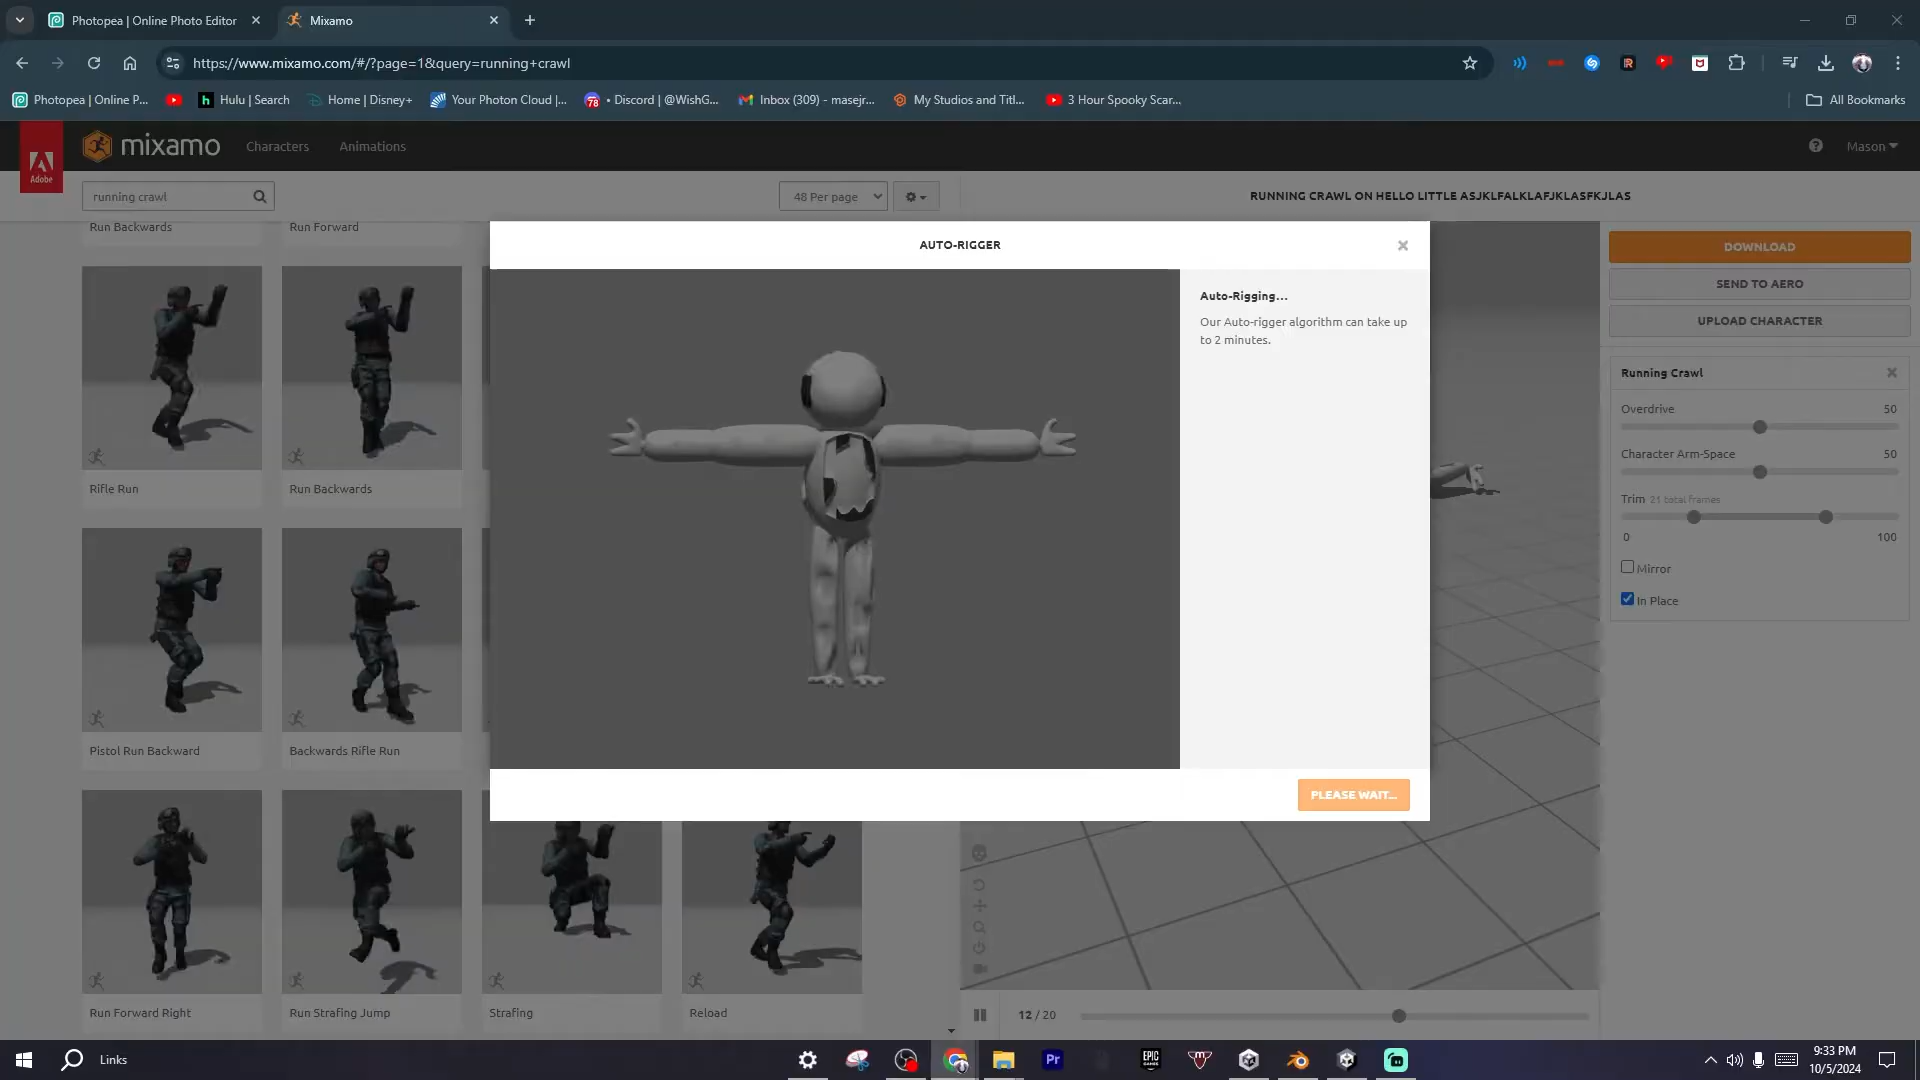 Photopea | Online Photo Editor
Mixamo
https://www.mixamo.com/#/?page=1&query=running+crawl
Photopea | Online P...
Hulu | Search
Home | Disney+
Your Photon Cloud |...
78
• Discord | @WishG...
Inbox (309) - masejr...
My Studios and Titl...
3 Hour Spooky Scar...
All Bookmarks
Adobe
mixamo
Characters
Animations
Mason
running crawl
48 Per page
RUNNING CRAWL ON HELLO LITTLE ASJKLFALKLAFJKLASFKJLAS
Run Backwards
Run Forward
AUTO-RIGGER
DOWNLOAD
SEND TO AERO
UPLOAD CHARACTER
Auto-Rigging...
Our Auto-rigger algorithm can take up
to 2 minutes.
Running Crawl
Overdrive
50
Character Arm-Space
50
Trim 21 total frames
0
100
Mirror
In Place
Rifle Run
Run Backwards
Pistol Run Backward
Backwards Rifle Run
PLEASE WAIT...
Run Forward Right
Run Strafing Jump
Strafing
Reload
12 / 20
Links
Pr
EPIC
GAMES
9:33 PM
10/5/2024